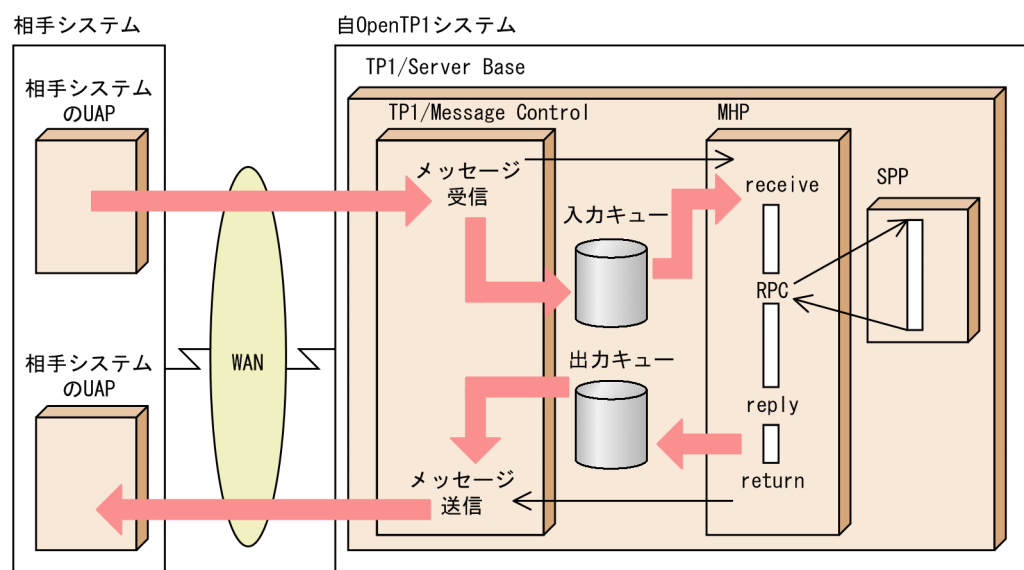 相手システム
自OpenTP1システム
TP1/Server Base
相手システム
のUAP
TP1/Message Control
MHP
メッセージ
受信
receive
SPP
入力キュー
RPC
相手システム
のUAP
WAN
出力キュー
reply
メッセージ
送信
return